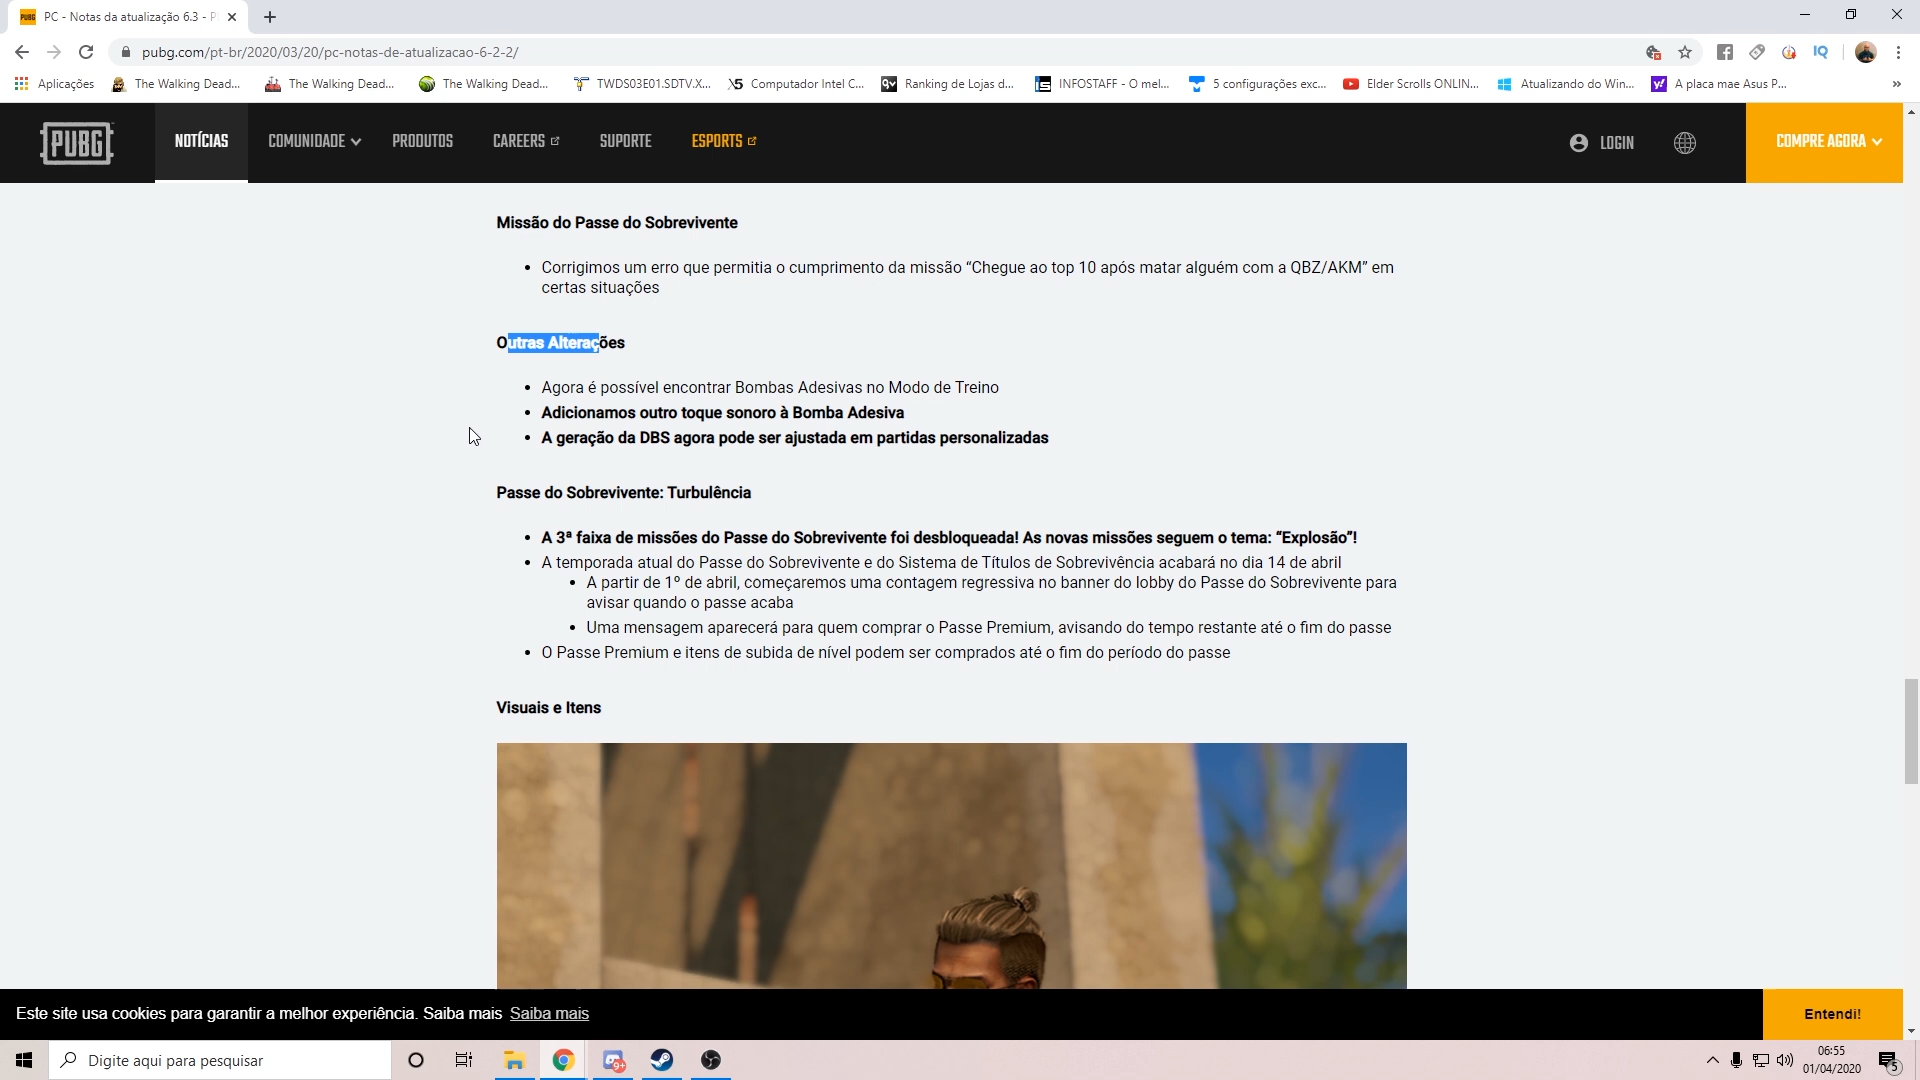 PC - Notas da atualização 6.3 - P
pubg.com/pt-br/2020/03/20/pc-notas-de-atualizacao-6-2-2/
IQ
Aplicações
The Walking Dead...
The Walking Dead...
The Walking Dead...
TWDS03E01.SDTV.X...
Computador Intel C...
Ranking de Lojas d...
INFOSTAFF - O mel...
5 configurações exc...
Elder Scrolls ONLIN...
Atualizando do Win...
A placa mae Asus P...
»
PUBG
NOTÍCIAS
COMUNIDADE
PRODUTOS
CAREERS
SUPORTE
ESPORTS
LOGIN
COMPRE AGORA
Missão do Passe do Sobrevivente
• Corrigimos um erro que permitia o cumprimento da missão “Chegue ao top 10 após matar alguém com a QBZ/AKM” em
certas situações
Outras Alterações
• Agora é possível encontrar Bombas Adesivas no Modo de Treino
• Adicionamos outro toque sonoro à Bomba Adesiva
• A geração da DBS agora pode ser ajustada em partidas personalizadas
Passe do Sobrevivente: Turbulência
• A 3ª faixa de missões do Passe do Sobrevivente foi desbloqueada! As novas missões seguem o tema: “Explosão”!
• A temporada atual do Passe do Sobrevivente e do Sistema de Títulos de Sobrevivência acabará no dia 14 de abril
• A partir de 1º de abril, começaremos uma contagem regressiva no banner do lobby do Passe do Sobrevivente para
avisar quando o passe acaba
• Uma mensagem aparecerá para quem comprar o Passe Premium, avisando do tempo restante até o fim do passe
• O Passe Premium e itens de subida de nível podem ser comprados até o fim do período do passe
Visuais e Itens
Este site usa cookies para garantir a melhor experiência. Saiba mais Saiba mais
Entendi!
Digite aqui para pesquisar
9+
06:55
01/04/2020
5